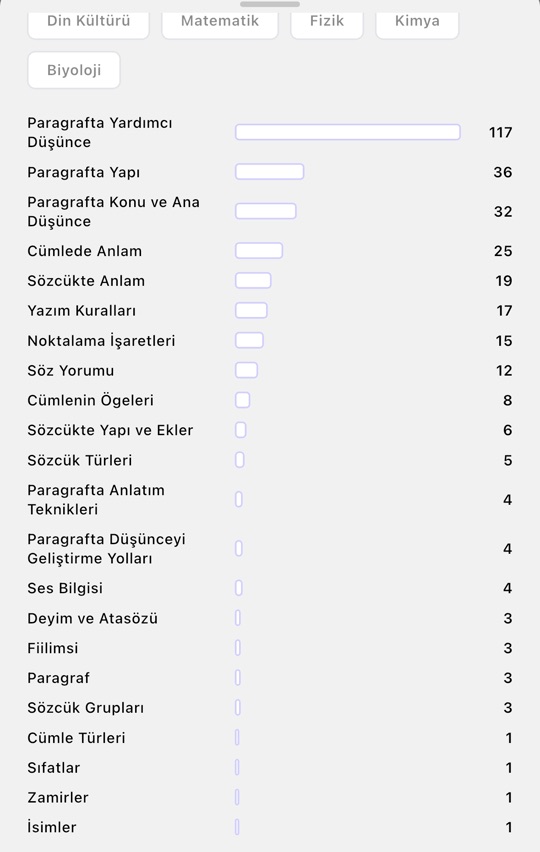 Din Kültürü
Matematik
Fizik
Kimya
Biyoloji
Paragrafta Yardımcı
Düşünce
117
Paragrafta Yapı
36
Paragrafta Konu ve Ana
Düşünce
32
Cümlede Anlam
25
Sözcükte Anlam
19
Yazım Kuralları
17
Noktalama İşaretleri
15
Söz Yorumu
12
Cümlenin Ögeleri
8
Sözcükte Yapı ve Ekler
6
Sözcük Türleri
5
Paragrafta Anlatım
Teknikleri
4
Paragrafta Düşünceyi
Geliştirme Yolları
4
Ses Bilgisi
4
Deyim ve Atasözü
3
Fiilimsi
3
Paragraf
3
Sözcük Grupları
3
Cümle Türleri
1
Sıfatlar
1
Zamirler
1
İsimler
1